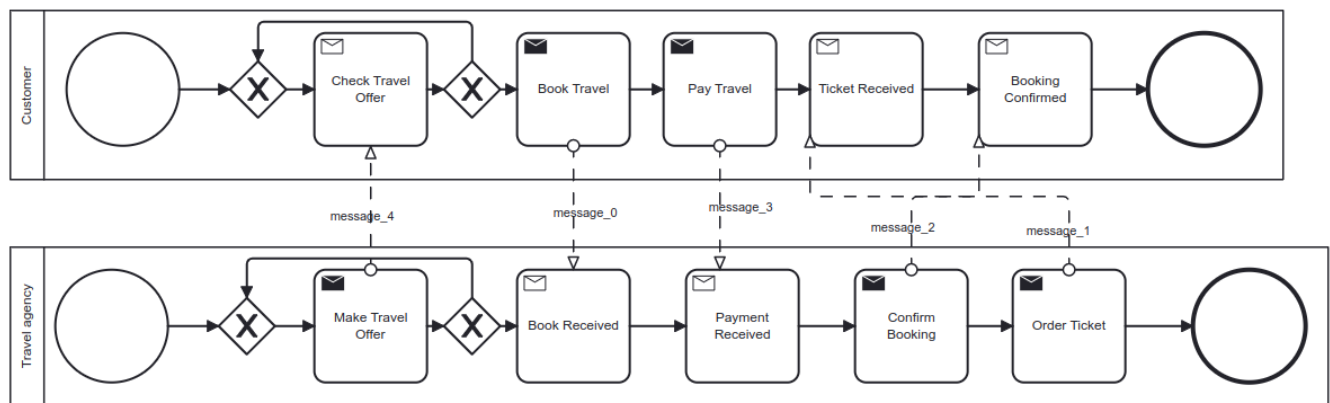 Customer
Check Travel
Offer
Book Travel
Pay Travel
Ticket Received
Booking
Confirmed
message_4
message_0
message_3
message_2
message_1
Travel agency
Make Travel
Offer
Book Received
Payment
Received
Confirm
Booking
Order Ticket